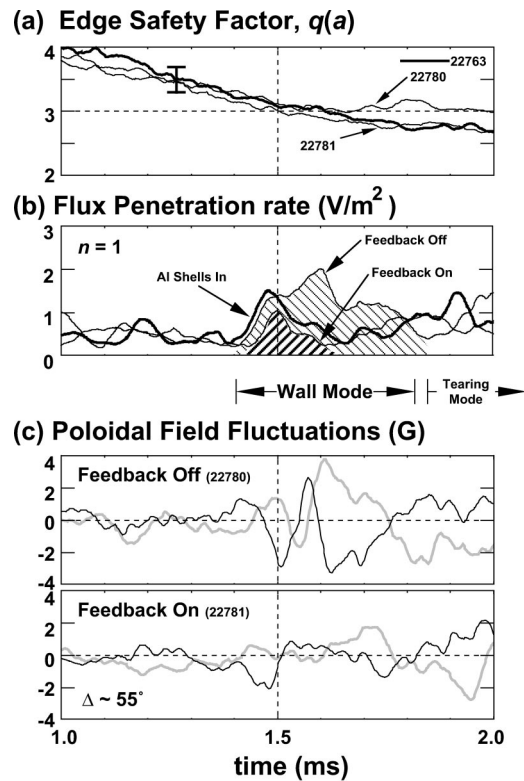 (a) Edge Safety Factor, q(a)
4
3
2
22763
22780
22781
(b) Flux Penetration rate (V/m²)
3
2
1
0
n = 1
Al Shells In
Feedback Off
Feedback On
Wall Mode
Tearing
Mode
(c) Poloidal Field Fluctuations (G)
4
2
0
-2
-4
Feedback Off (22780)
4
2
0
-2
-4
Feedback On (22781)
Δ ~ 55°
1.0 1.5 2.0
time (ms)